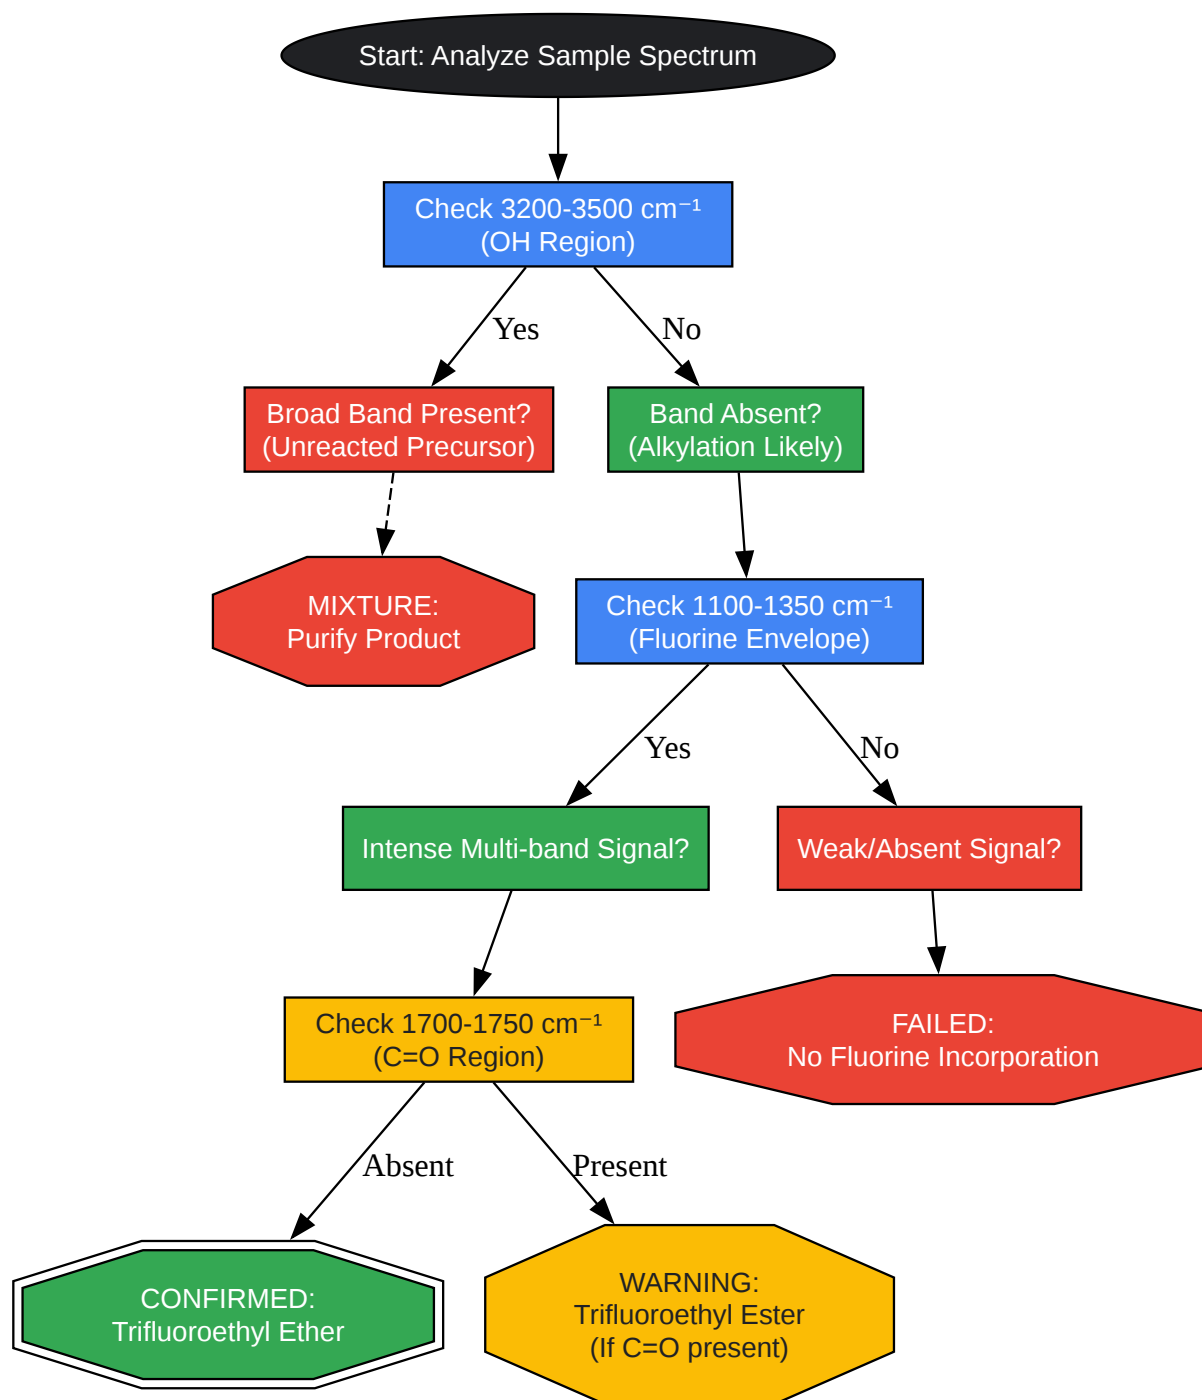 Start: Analyze Sample Spectrum
Check 3200-3500 cm⁻¹
(OH Region)
Yes
No
Broad Band Present?
(Unreacted Precursor)
Band Absent?
(Alkylation Likely)
MIXTURE:
Purify Product
Check 1100-1350 cm⁻¹
(Fluorine Envelope)
Yes
No
Intense Multi-band Signal?
Weak/Absent Signal?
Check 1700-1750 cm⁻¹
(C=O Region)
FAILED:
No Fluorine Incorporation
Absent
Present
CONFIRMED:
Trifluoroethyl Ether
WARNING:
Trifluoroethyl Ester
(If C=O present)